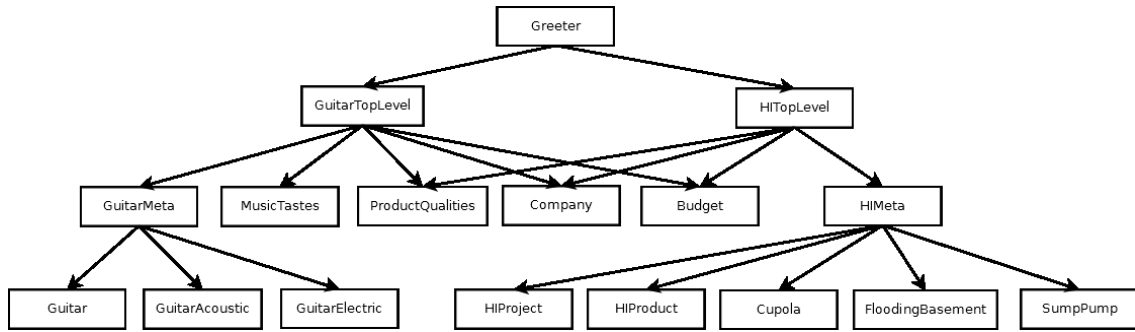 Greeter
GuitarTopLevel
HITopLevel
GuitarMeta
MusicTastes
ProductQualities
Company
Budget
HIMeta
Guitar
GuitarAcoustic
GuitarElectric
HIProject
HIProduct
Cupola
FloodingBasement
SumpPump